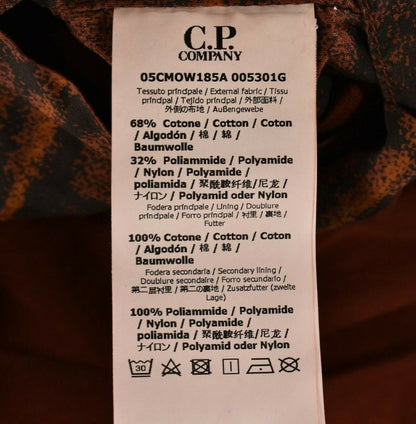 C.P.
COMPANY
05CMOW185A 005301G
Tessuto principale / External fabric / Tissu
principal / Tejido principal / 外部面料 /
外側の布地 / Außengewebe
68% Cotone / Cotton / Coton
/ Algodón / 棉 / 綿 /
Baumwolle
32% Poliammide / Polyamide
/ Nylon / Polyamide /
poliamida / 聚酰胺纤维/尼龙 /
ナイロン / Polyamid oder Nylon
Fodera principale / Lining / Doublure
principale / Forro principal / 衬里 / 裏地 /
Futter
100% Cotone / Cotton / Coton
/ Algodón / 棉 / 綿 /
Baumwolle
Fodera secondaria / Secondary lining /
Doublure secondaire / Forro secundario /
第二层衬里 / 第二の裏地 / Zusatzfutter (zweite
Lage)
100% Poliammide / Polyamide
/ Nylon / Polyamide /
poliamida / 聚酰胺纤维/尼龙 /
ナイロン / Polyamid oder Nylon
30